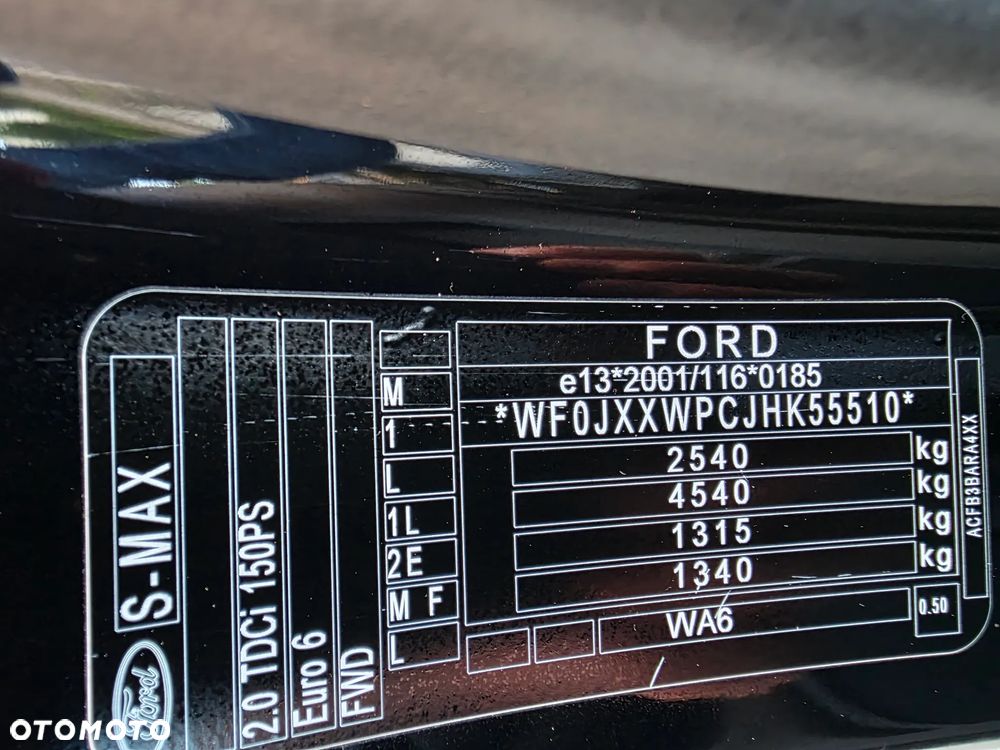 FORD
e13*2001/116*0185
*WF0JXXWPCJHK55510*
2540 kg
4540 kg
1315 kg
1340 kg
WA6
0.50
ACFB3BARA4XX
M
1
L
1L
2E
M F
L
FWD
Euro 6
2.0 TDCi 150PS
S-MAX
Ford
OTOMOTO